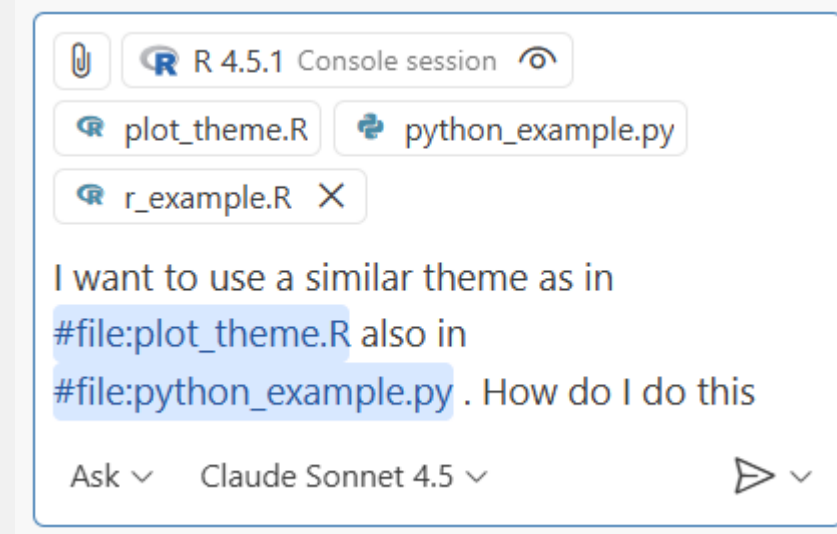 R 4.5.1 Console session
plot_theme.R python_example.py
r_example.R
I want to use a similar theme as in
#file:plot_theme.R also in
#file:python_example.py . How do I do this
Ask Claude Sonnet 4.5